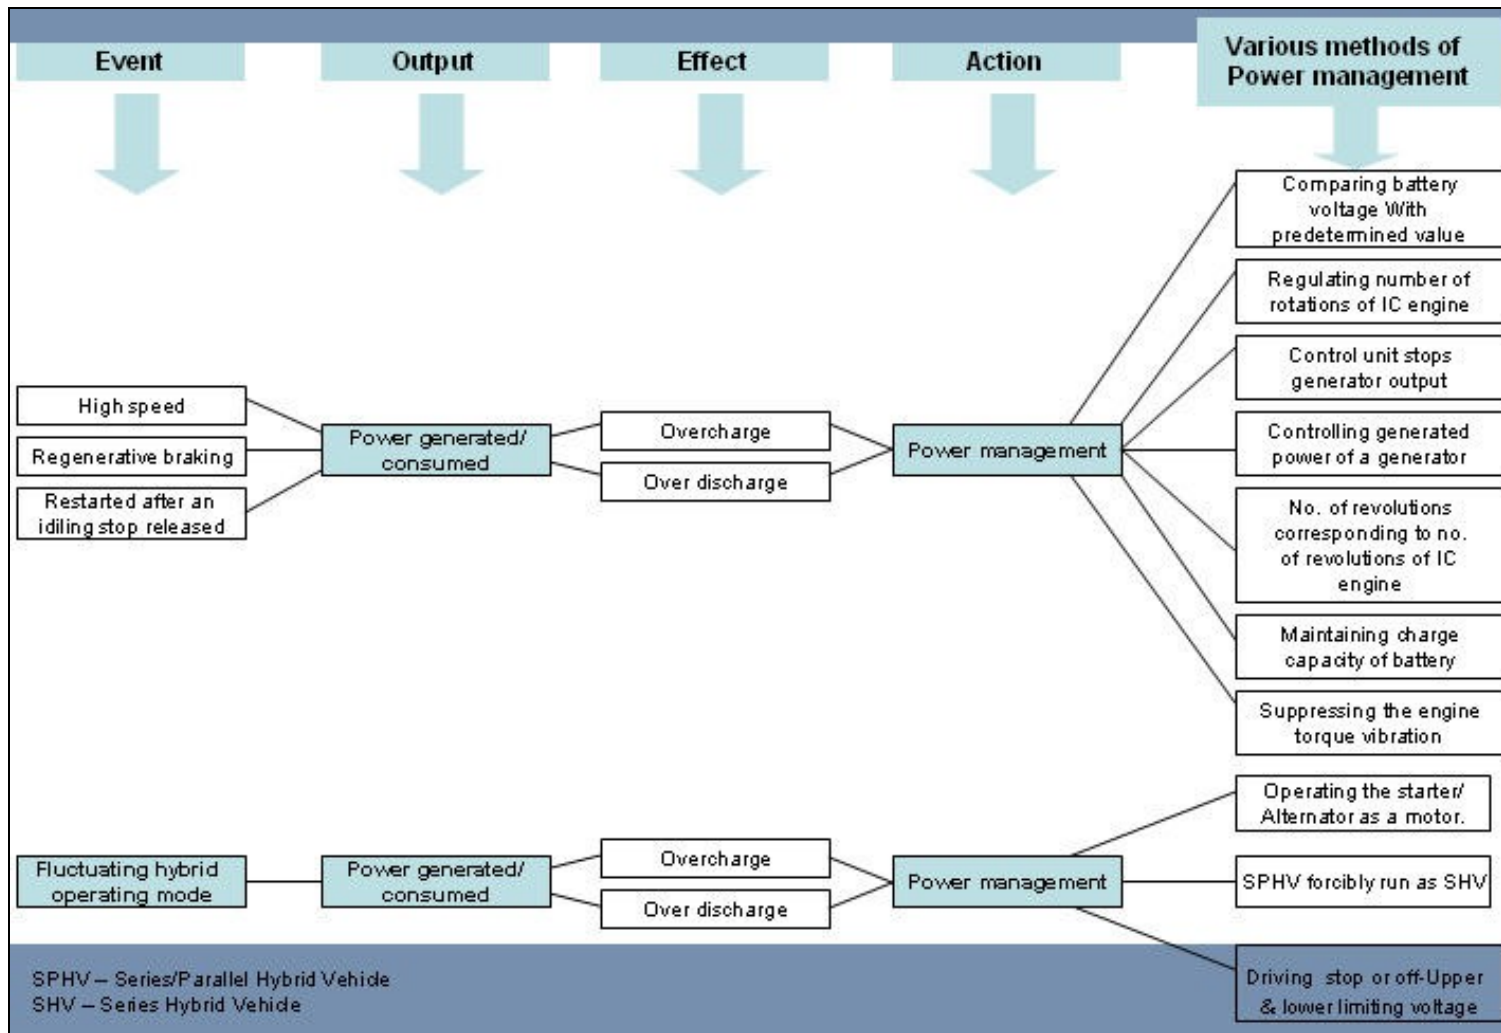 Event
Output
Effect
Action
Various methods of
Power management
Comparing battery
voltage With
predetermined value
Regulating number of
rotations of IC engine
Control unit stops
generator output
High speed
Regenerative braking
Restarted after an
idiling stop released
Power generated/
consumed
Overcharge
Over discharge
Power management
Controlling generated
power of a generator
No. of revolutions
corresponding to no.
of revolutions of IC
engine
Maintaining charge
capacity of battery
Suppressing the engine
torque vibration
Operating the starter/
Alternator as a motor.
Fluctuating hybrid
operating mode
Power generated/
consumed
Overcharge
Over discharge
Power management
SPHV forcibly run as SHV
Driving stop or off-Upper
& lower limiting voltage
SPHV – Series/Parallel Hybrid Vehicle
SHV – Series Hybrid Vehicle